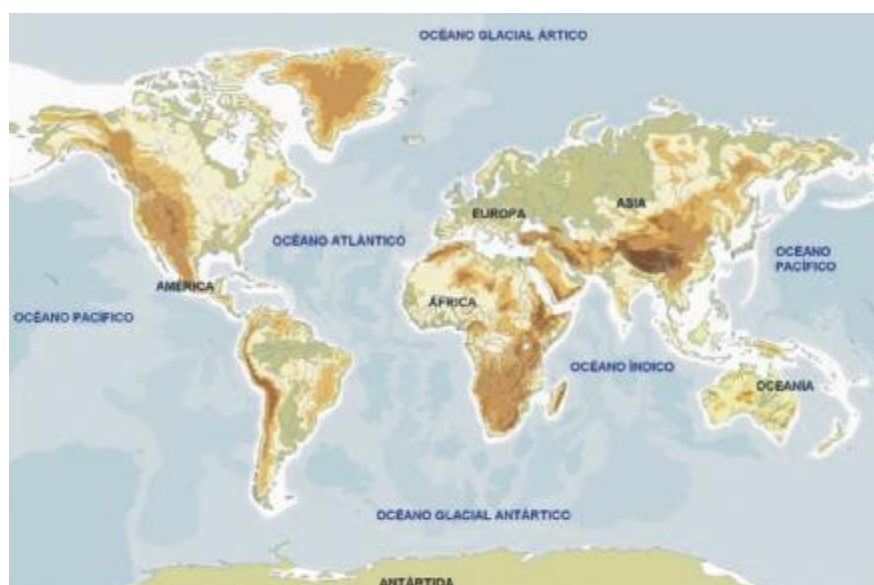 OCÉANO GLACIAL ÁRTICO
EUROPA
ASIA
OCÉANO ATLÁNTICO
OCÉANO
PACÍFICO
AMÉRICA
ÁFRICA
OCÉANO PACÍFICO
OCÉANO ÍNDICO
OCEANÍA
OCÉANO GLACIAL ANTÁRTICO
ANTÁRTIDA